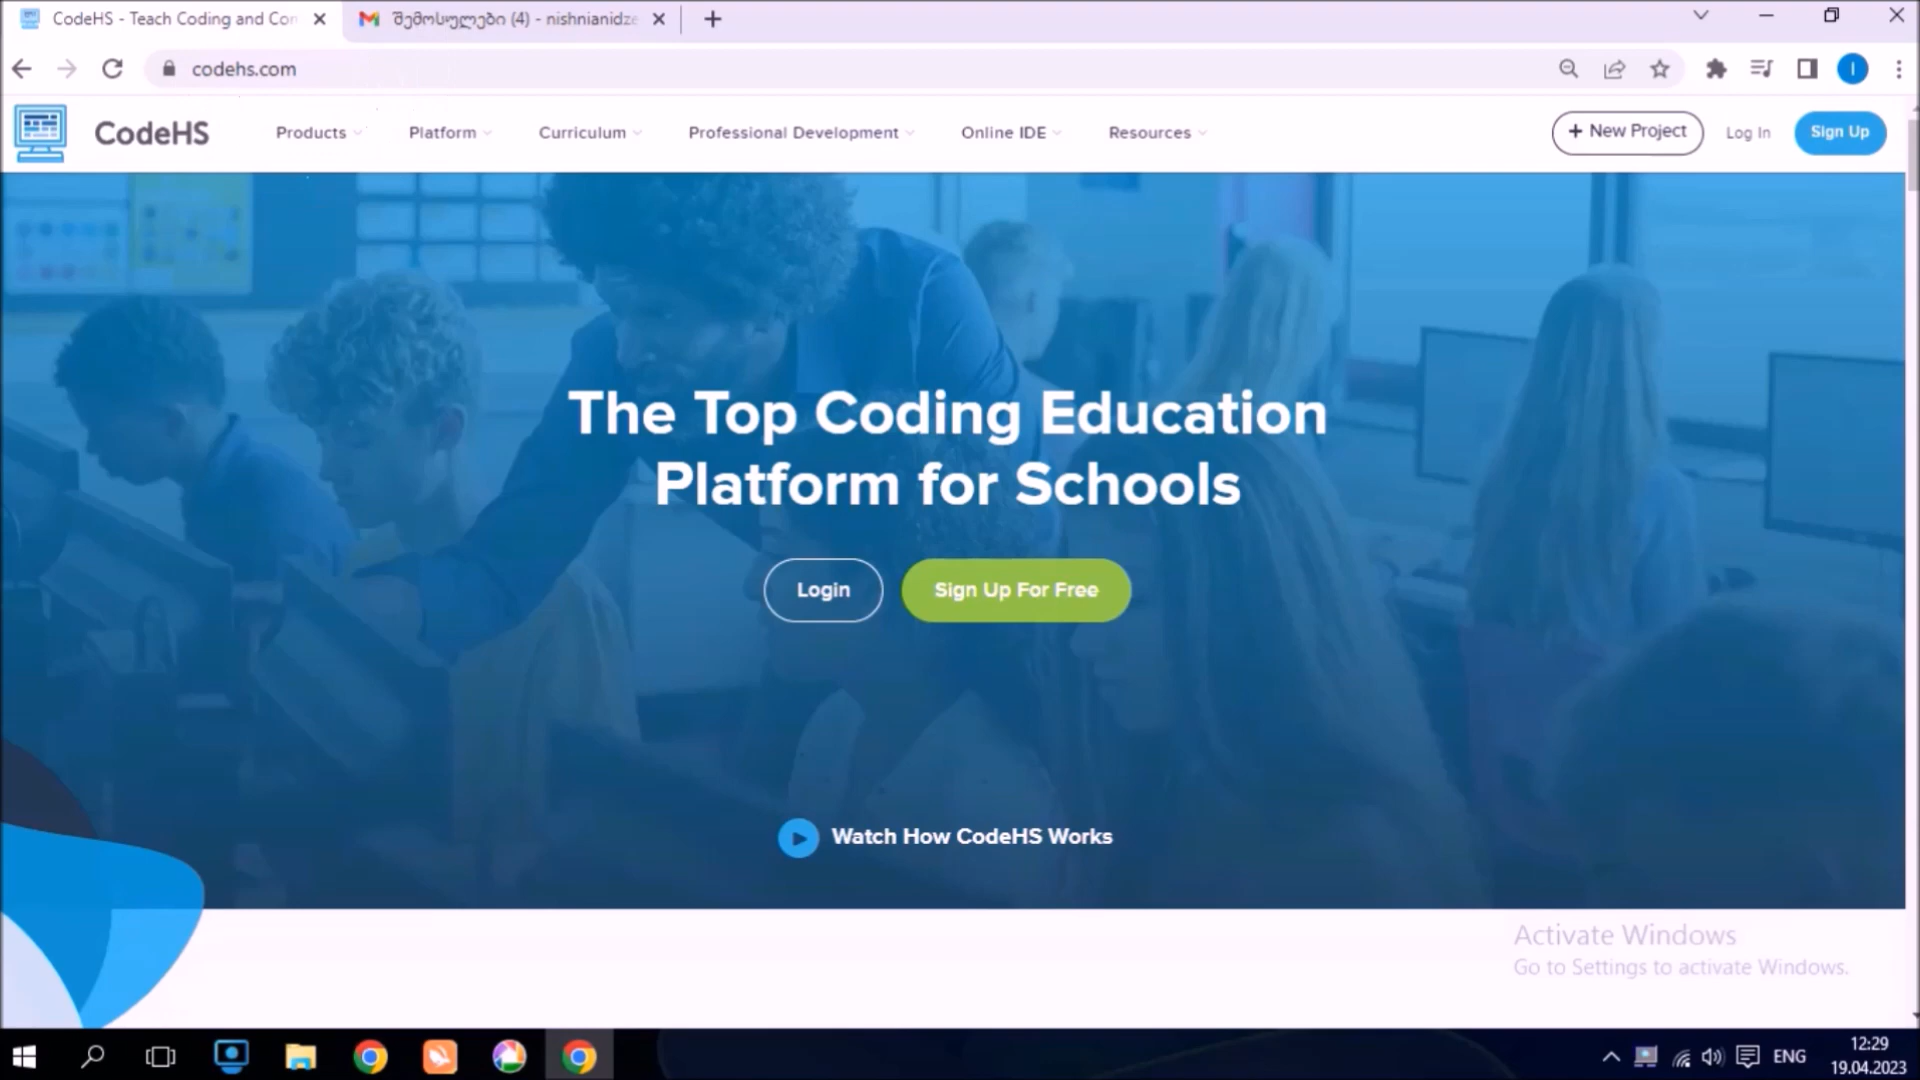 CodeHS - Teach Coding and Con
შემოსულები (4) - nishnianidze
codehs.com
I
CodeHS
Products
Platform
Curriculum
Professional Development
Online IDE
Resources
+ New Project
Log In
Sign Up
The Top Coding Education
Platform for Schools
Login
Sign Up For Free
Watch How CodeHS Works
Activate Windows
Go to Settings to activate Windows.
ENG
12:29
19.04.2023